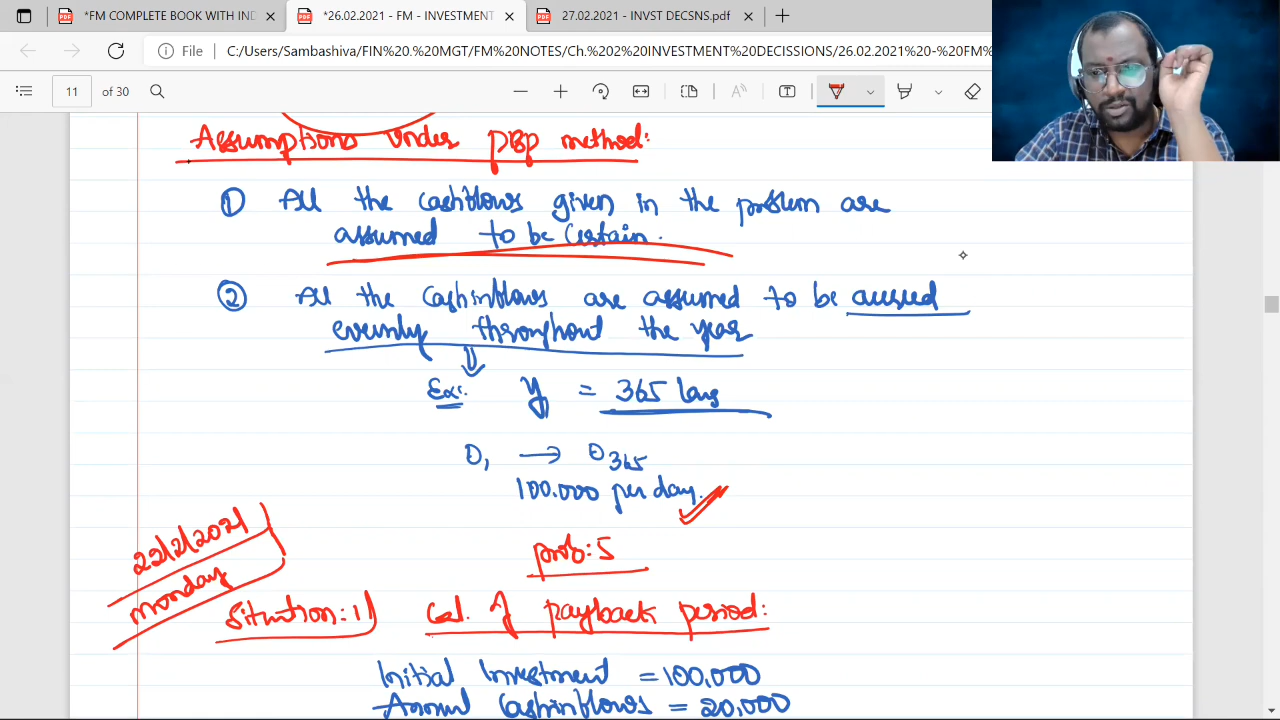 *FM COMPLETE BOOK WITH IND
*26.02.2021 - FM - INVESTMENT
27.02.2021 - INVST DECSNS.pdf
File
C:/Users/Sambashiva/FIN%20.%20MGT/FM%20NOTES/Ch.%202%20INVESTMENT%20DECISSIONS/26.02.2021%20-%20FM%
11 of 30
Assumptions under PBP method:
① All the cashflows given in the problem are
assumed to be certain.
② All the cashinflows are assumed to be
evenly throughout the year
Ex:. y = 365
D1 → D365
100.000 per day.
22/2/2021
monday
prob: 5
Situation: 1) Cal. of payback period:
Initial Investment = 100,000
Annual Cashinflows = 20,000